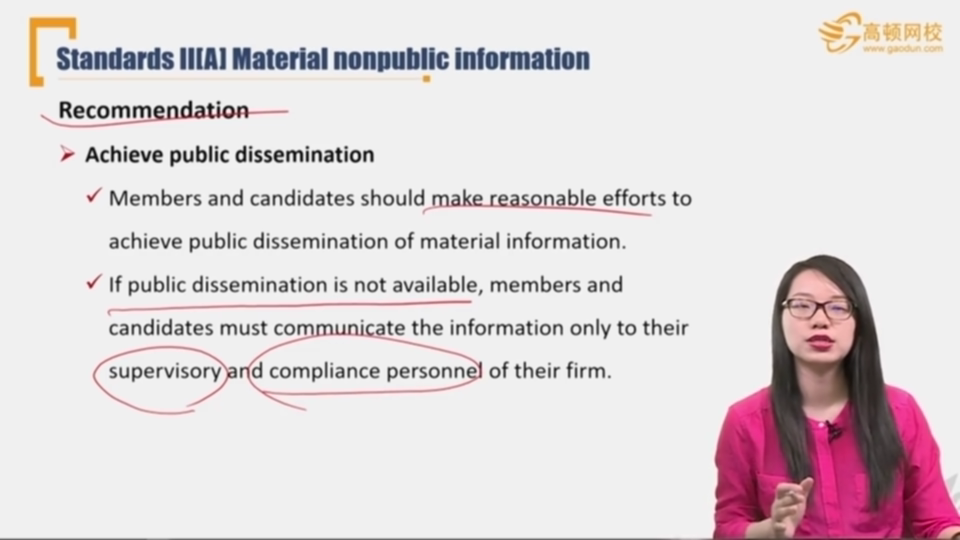 Standards II[A] Material nonpublic information
高顿网校
www.gaodun.com
Recommendation
Achieve public dissemination
Members and candidates should make reasonable efforts to
achieve public dissemination of material information.
If public dissemination is not available, members and
candidates must communicate the information only to their
supervisory and compliance personnel of their firm.